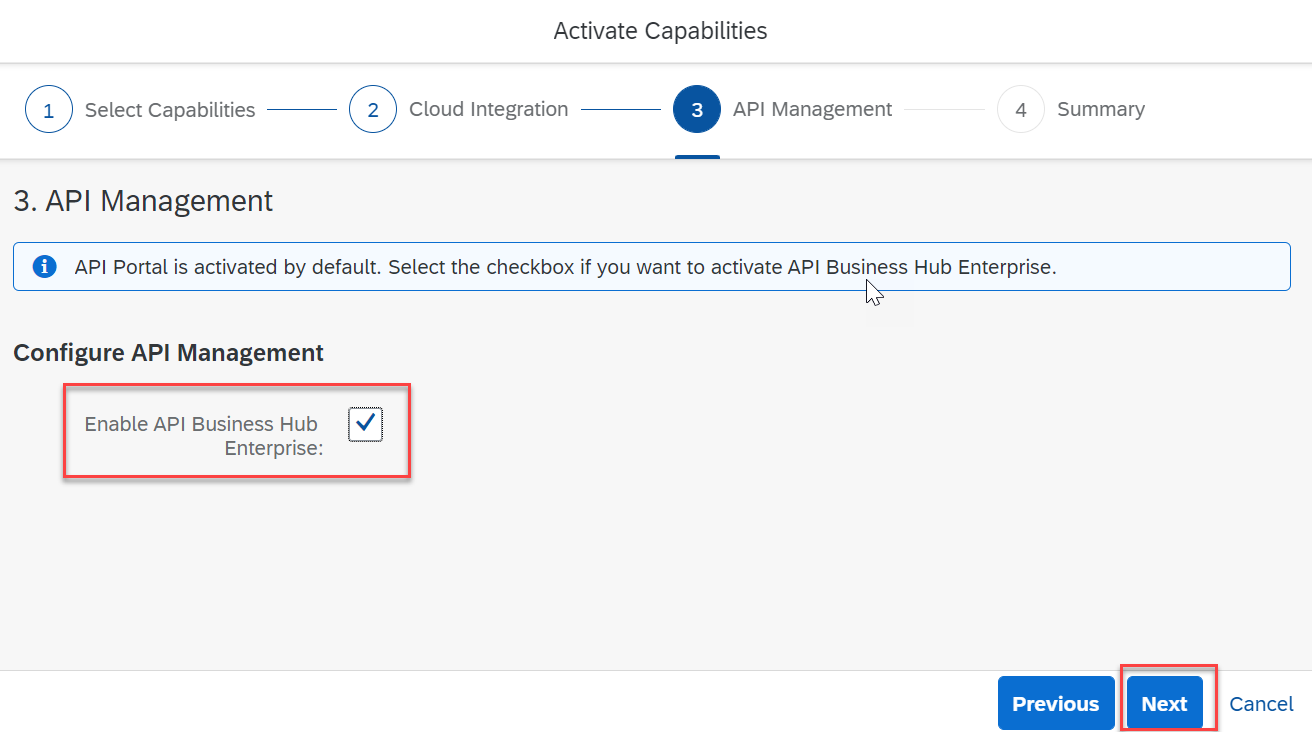 Activate Capabilities
1 Select Capabilities 2 Cloud Integration 3 API Management 4 Summary
3. API Management
API Portal is activated by default. Select the checkbox if you want to activate API Business Hub Enterprise.
Configure API Management
Enable API Business Hub
Enterprise:
Previous Next Cancel